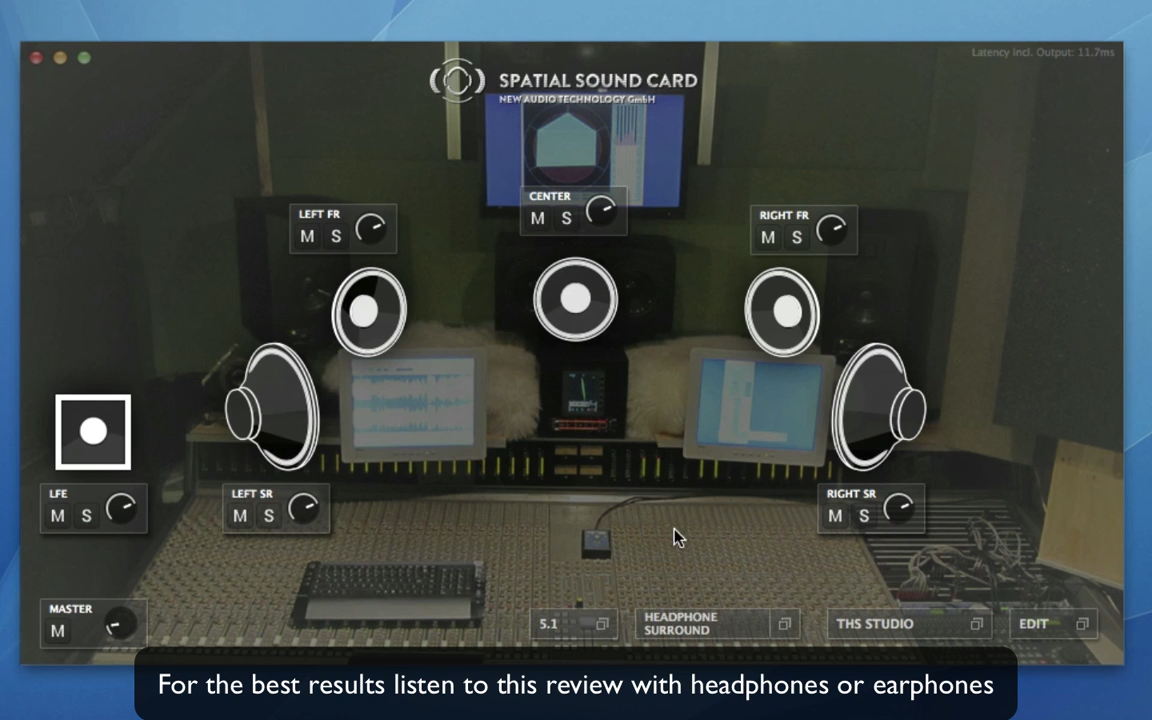 Latency incl. Output: 11.7ms
SPATIAL SOUND CARD
NEW AUDIO TECHNOLOGY GmbH
CENTER
M S
LEFT FR
M S
RIGHT FR
M S
LFE
M S
LEFT SR
M S
RIGHT SR
M S
MASTER
M
5.1
HEADPHONE
SURROUND
THS STUDIO
EDIT
For the best results listen to this review with headphones or earphones